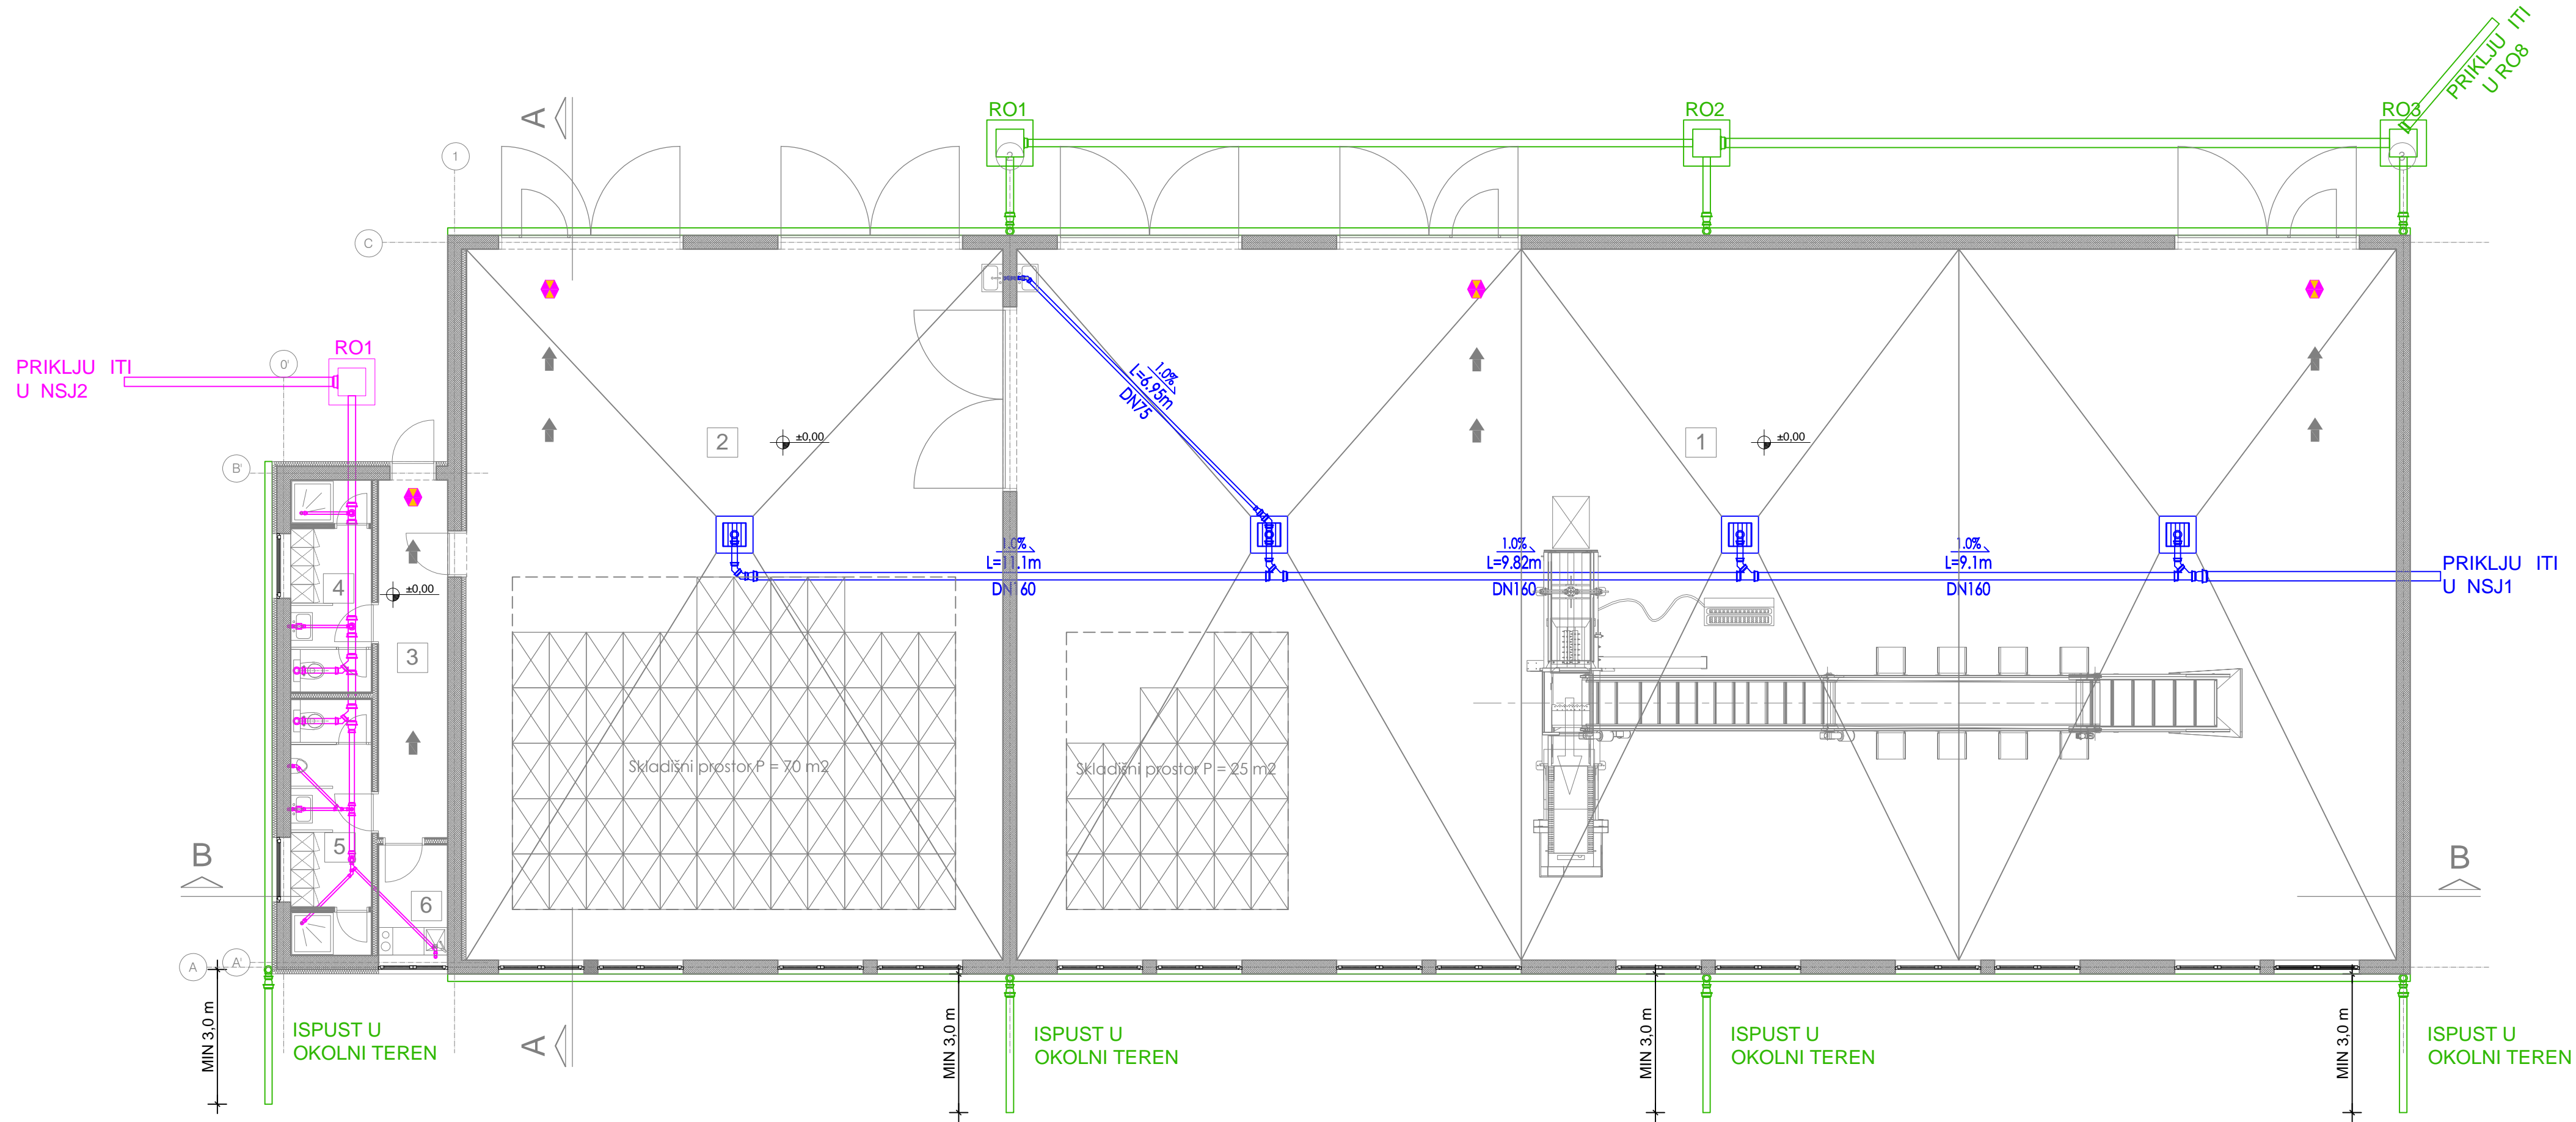 PRIKLJU ITI
U RO8
RO1
RO2
RO3
A
1
2
3
C
RO1
PRIKLJU ITI
U NSJ2
0'
1.0%
L=6.95m
DN75
2
±0,00
1
±0,00
B'
1.0%
L=11.1m
DN160
1.0%
L=9.82m
DN160
1.0%
L=9.1m
DN160
PRIKLJU ITI
U NSJ1
4
±0,00
3
Skladišni prostor P = 70 m2
Skladišni prostor P = 25 m2
5
B
B
6
A
A'
MIN 3,0 m
ISPUST U
OKOLNI TEREN
A
MIN 3,0 m
ISPUST U
OKOLNI TEREN
MIN 3,0 m
ISPUST U
OKOLNI TEREN
MIN 3,0 m
ISPUST U
OKOLNI TEREN